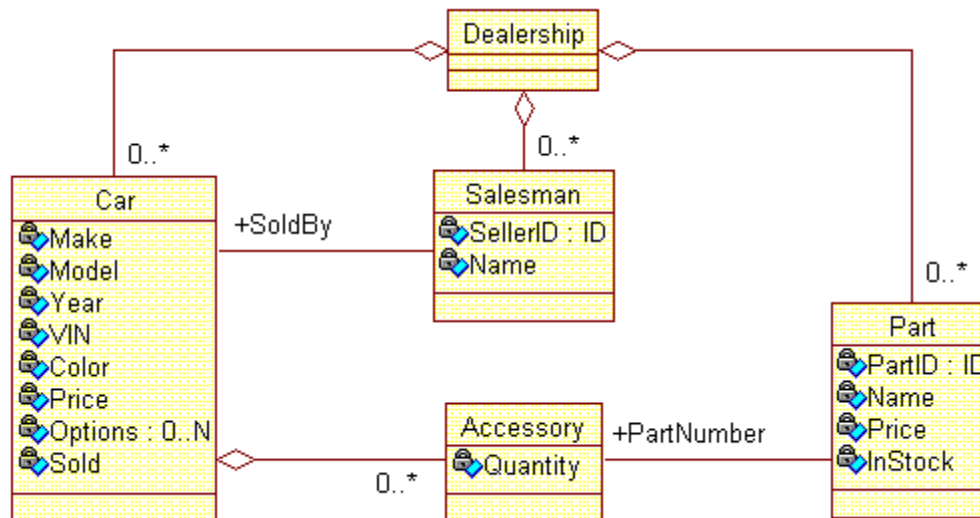 Dealership
0..*
0..*
0..*
Car
Make
Model
Year
VIN
Color
Price
Options : 0..N
Sold
+SoldBy
Salesman
SellerID : ID
Name
Part
PartID : ID
Name
Price
InStock
Accessory
Quantity
+PartNumber
0..*